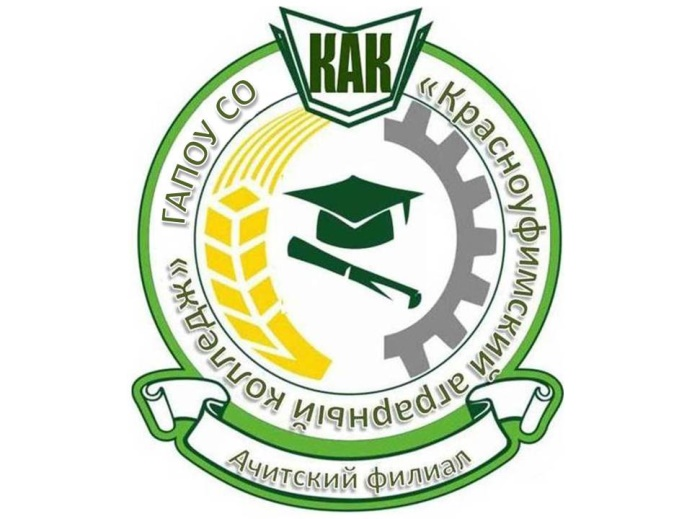 КАК
ГАПОУ СО
«Красноуфимский аграрный колледж»
Ачитский филиал